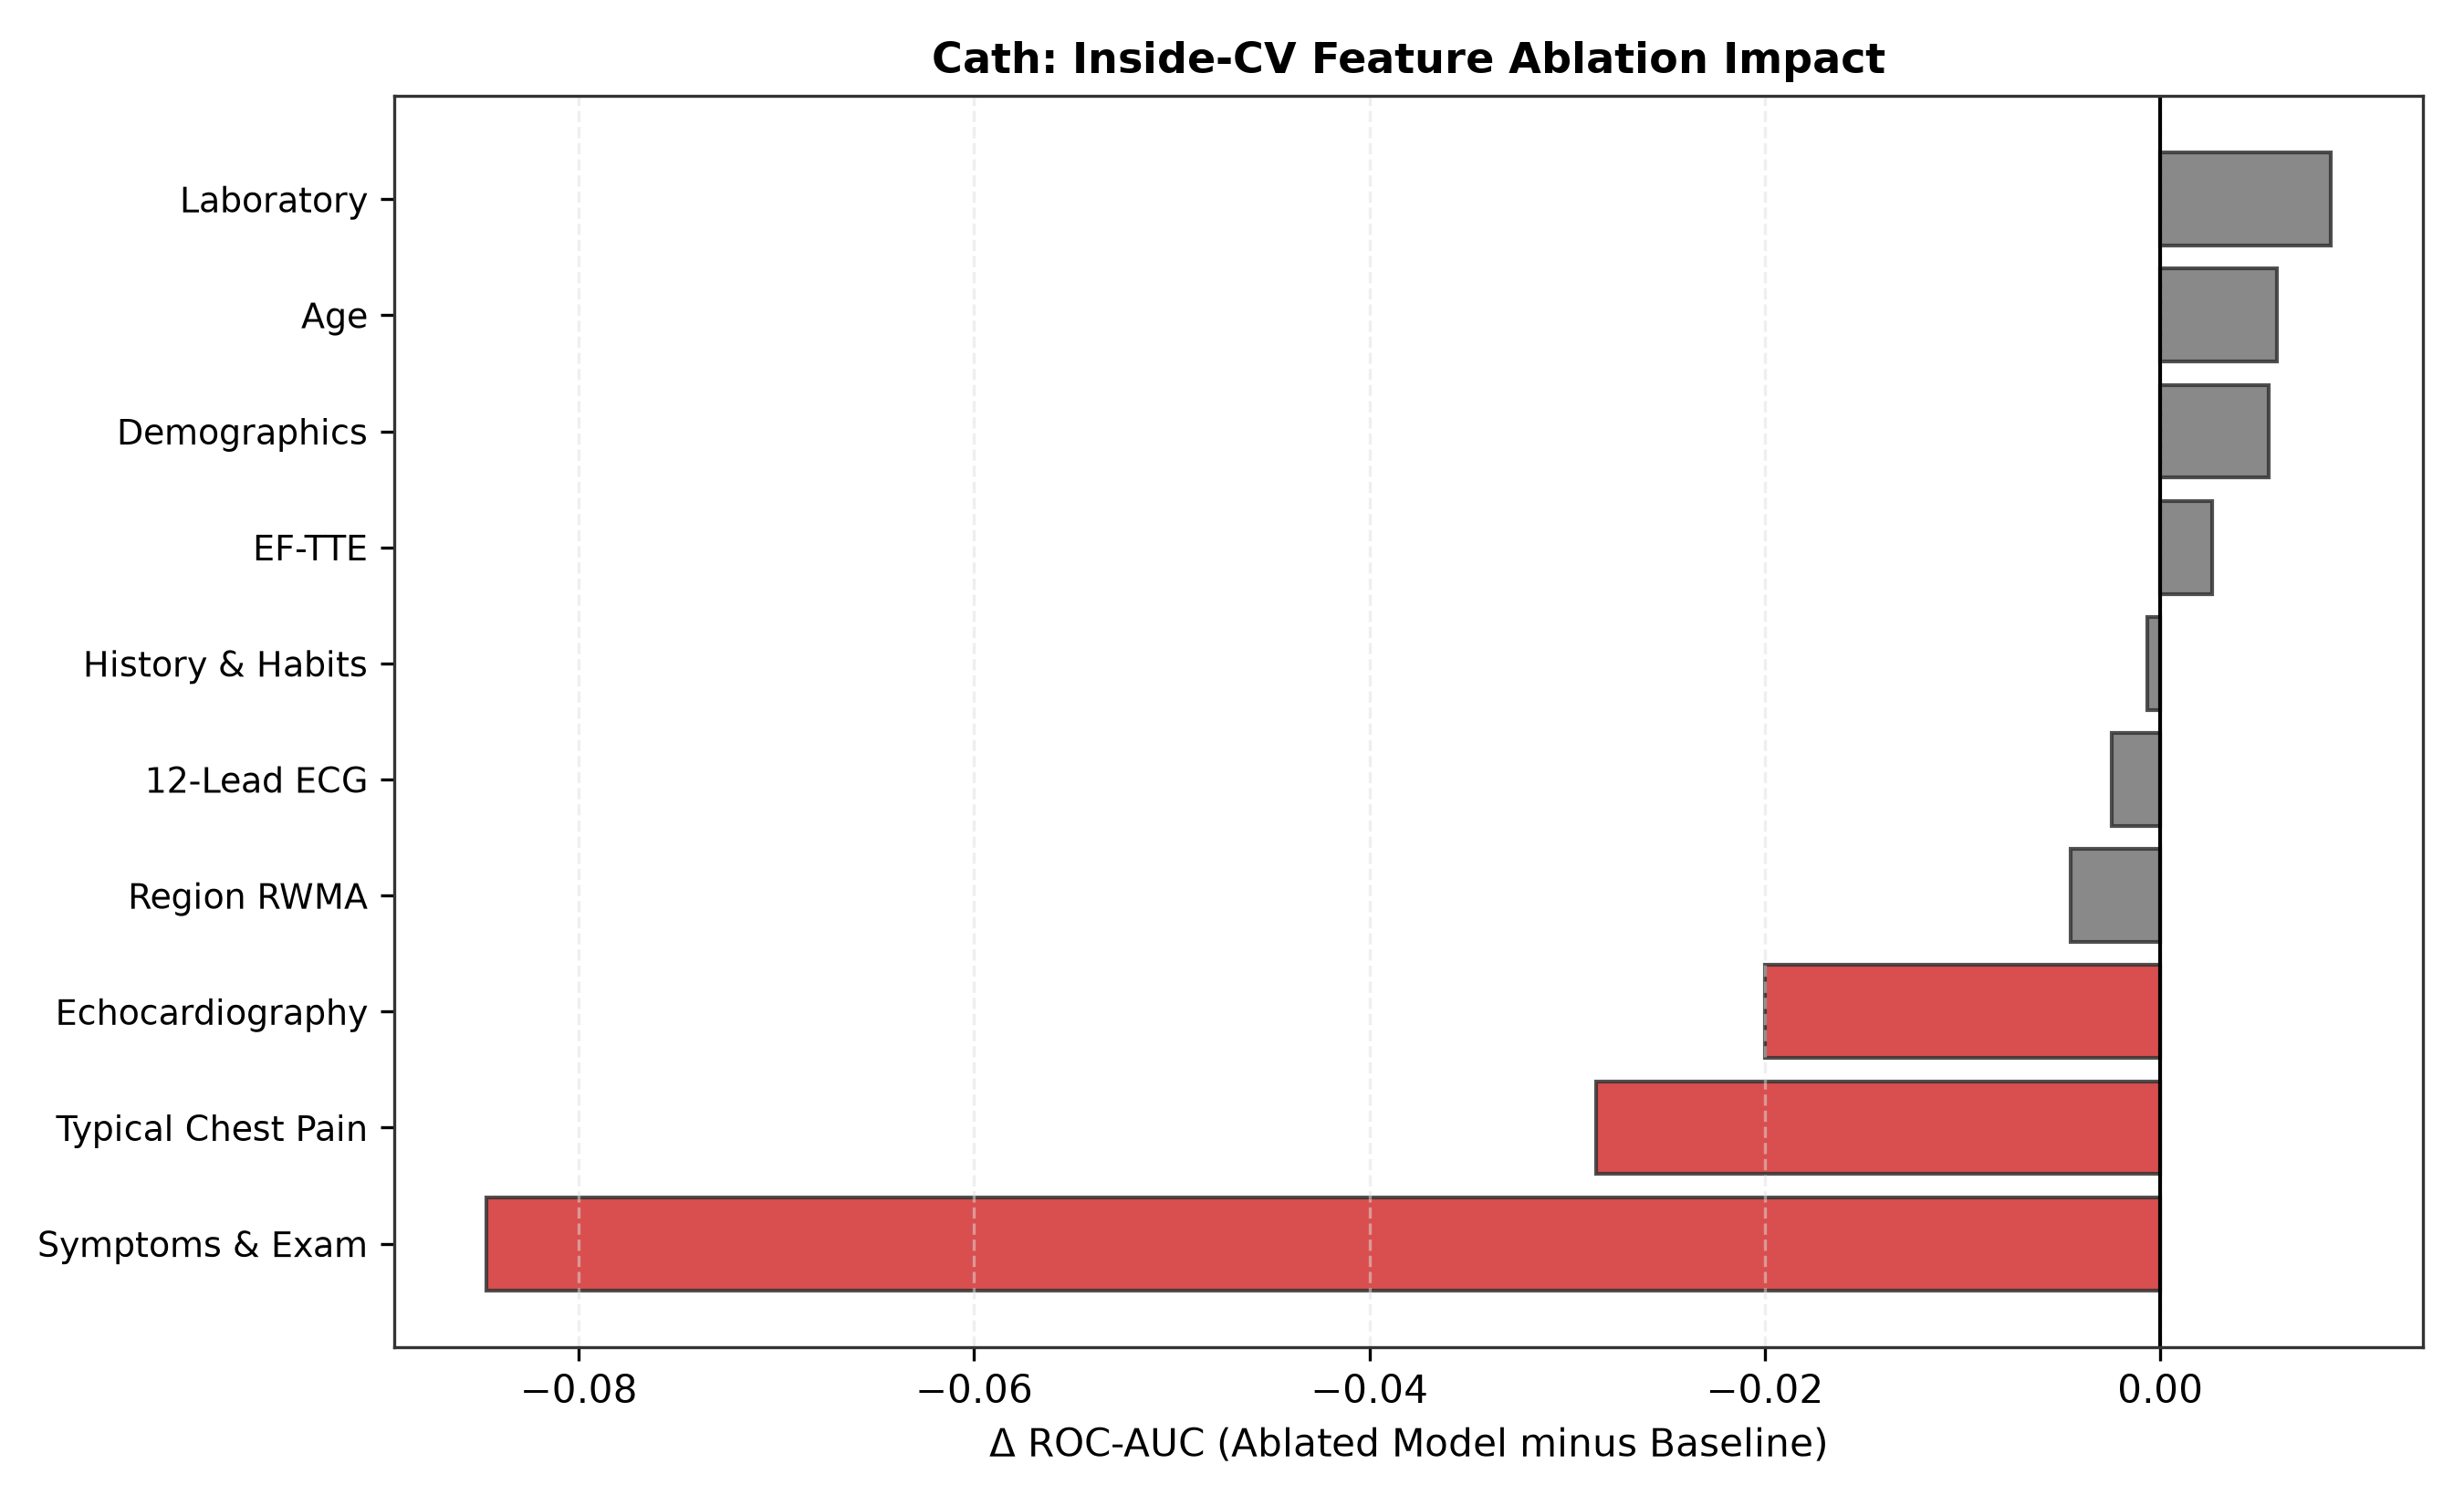 Cath: Inside-CV Feature Ablation Impact
Laboratory
Age
Demographics
EF-TTE
History & Habits
12-Lead ECG
Region RWMA
Echocardiography
Typical Chest Pain
Symptoms & Exam
−0.08 −0.06 −0.04 −0.02 0.00
Δ ROC-AUC (Ablated Model minus Baseline)